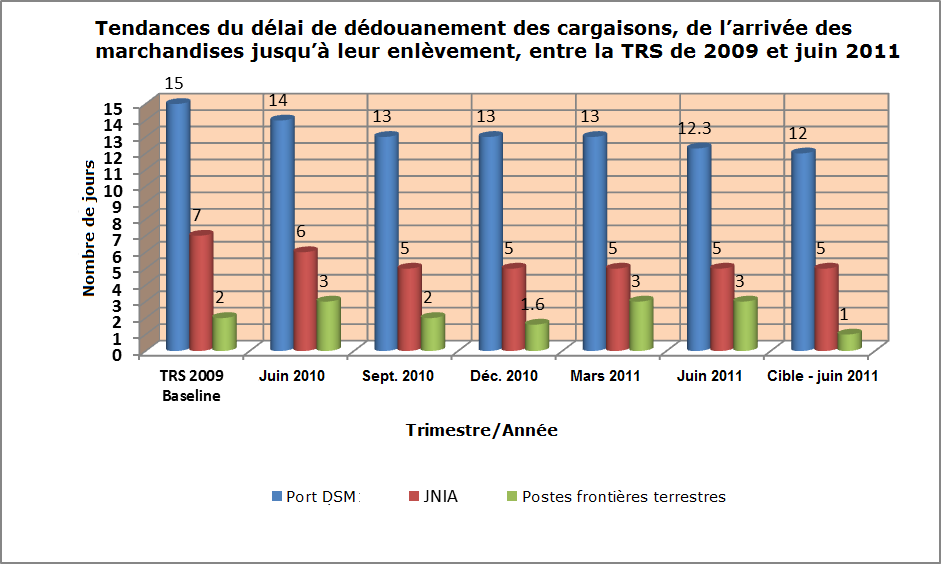 Tendances du délai de dédouanement des cargaisons, de l’arrivée des
marchandises jusqu’à leur enlèvement, entre la TRS de 2009 et juin 2011
Nombre de jours
15
14
13
12
11
10
9
8
7
6
5
4
3
2
1
0
15
7
2
14
6
3
13
5
2
13
5
1.6
13
5
3
12.3
5
3
12
5
1
TRS 2009
Baseline
Juin 2010
Sept. 2010
Déc. 2010
Mars 2011
Juin 2011
Cible - juin 2011
Trimestre/Année
Port DSM
JNIA
Postes frontières terrestres